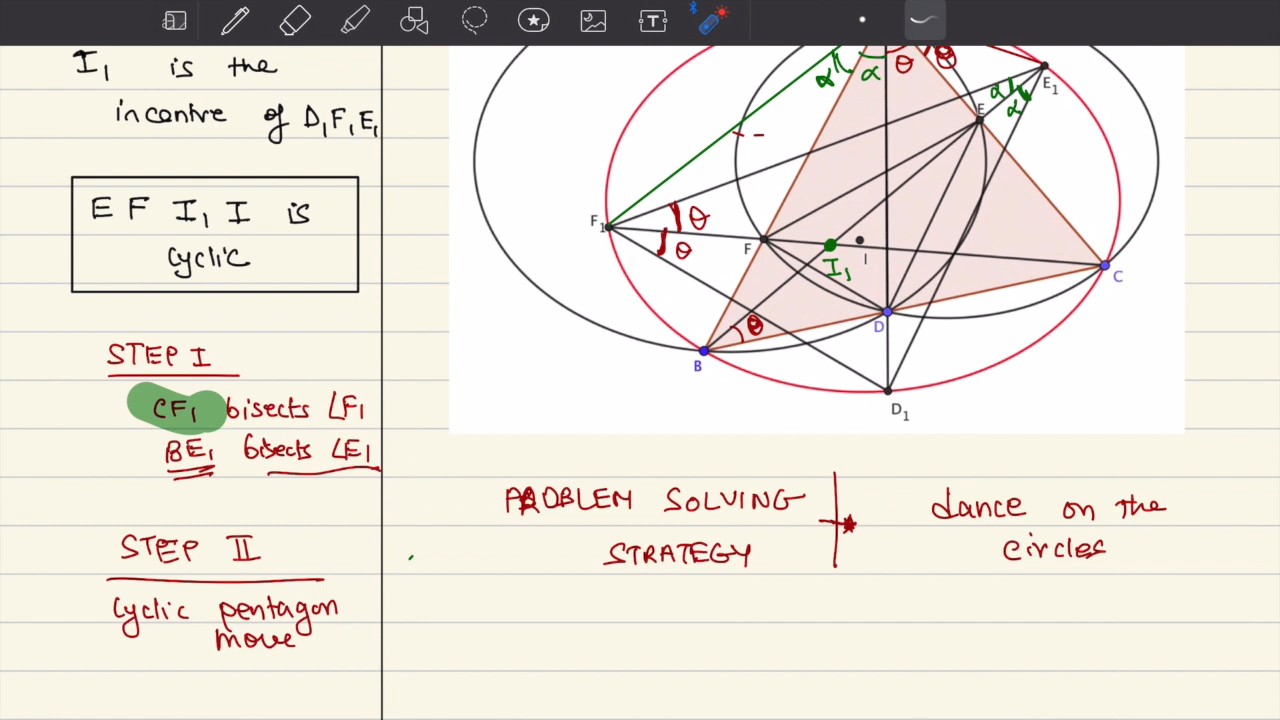 I₁ is the
incentre of D₁F₁E₁
E F I₁ I is
cyclic
STEP I
CF₁ bisects ∠F₁
BE₁ bisects ∠E₁
STEP II
Cyclic pentagon
move
α α θ θ
E₁
α
E α
F₁ θ
θ
F I
I₁
C
θ
D
B
D₁
PROBLEM SOLVING
STRATEGY
dance on the
circles